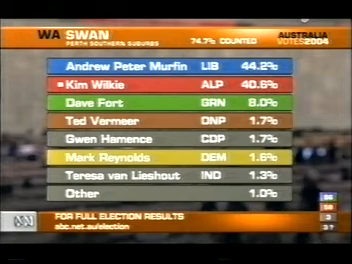 WA SWAN
PERTH SOUTHERN SUBURBS
74.7% COUNTED
AUSTRALIA
VOTES2004
Andrew Peter Murfin LIB 44.2%
Kim Wilkie ALP 40.6%
Dave Fort GRN 8.0%
Ted Vermeer ONP 1.7%
Gwen Hamence CDP 1.7%
Mark Reynolds DEM 1.6%
Teresa van Lieshout IND 1.3%
Other 1.0%
FOR FULL ELECTION RESULTS
abc.net.au/election